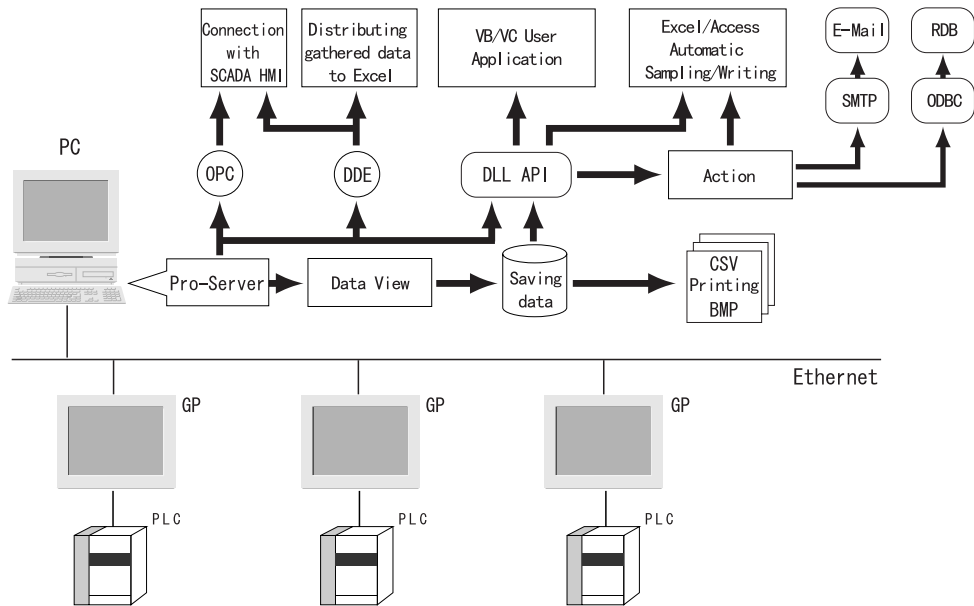 Connection
with
SCADA HMI
Distributing
gathered data
to Excel
VB/VC User
Application
Excel/Access
Automatic
Sampling/Writing
E-Mail
RDB
SMTP
ODBC
PC
OPC
DDE
DLL API
Action
Pro-Server
Data View
Saving
data
CSV
Printing
BMP
Ethernet
GP
GP
GP
PLC
PLC
PLC